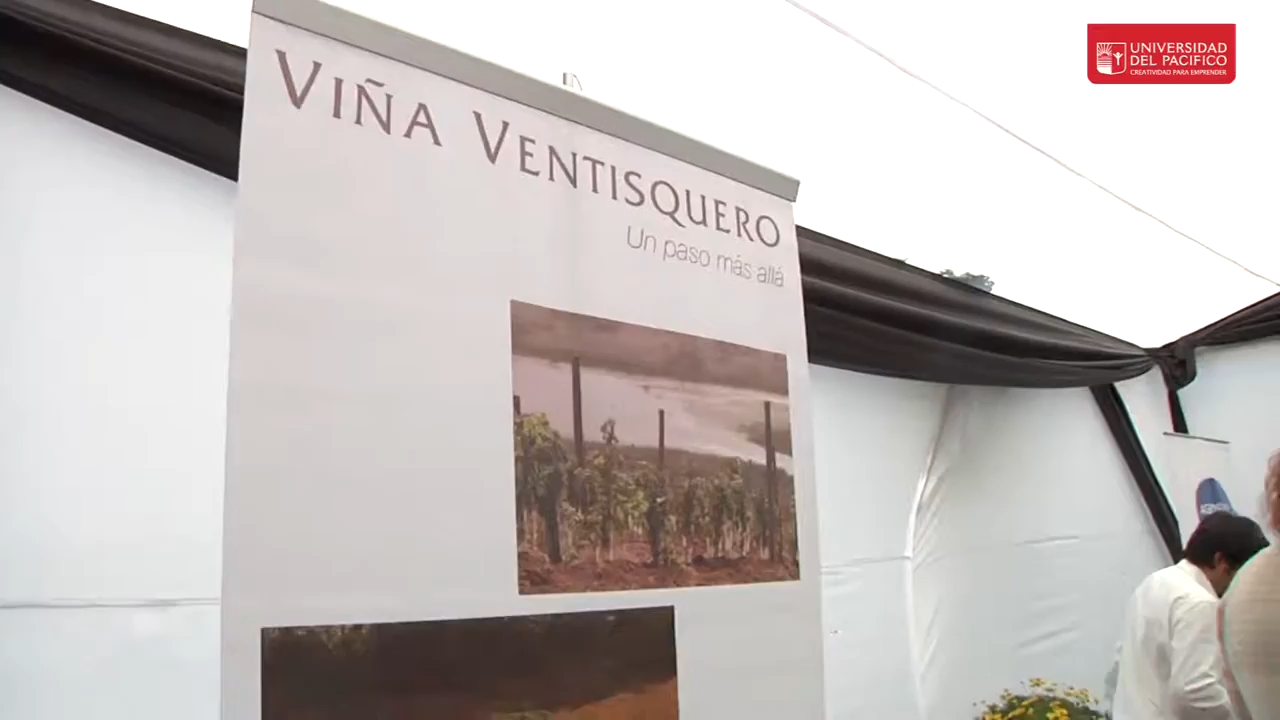 VIÑA VENTISQUERO
Un paso más allá
UNIVERSIDAD
DEL PACIFICO
CREATIVIDAD PARA EMPRENDER